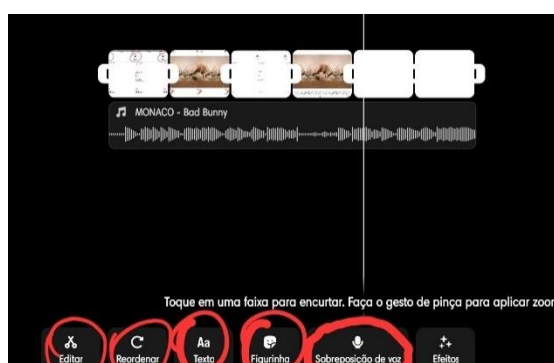 MONACO - Bad Bunny
Toque em uma faixa para encurtar. Faça o gesto de pinça para aplicar zoom
Editar
Reordenar
Aa
Texto
Figurinha
Sobreposição de voz
Efeitos